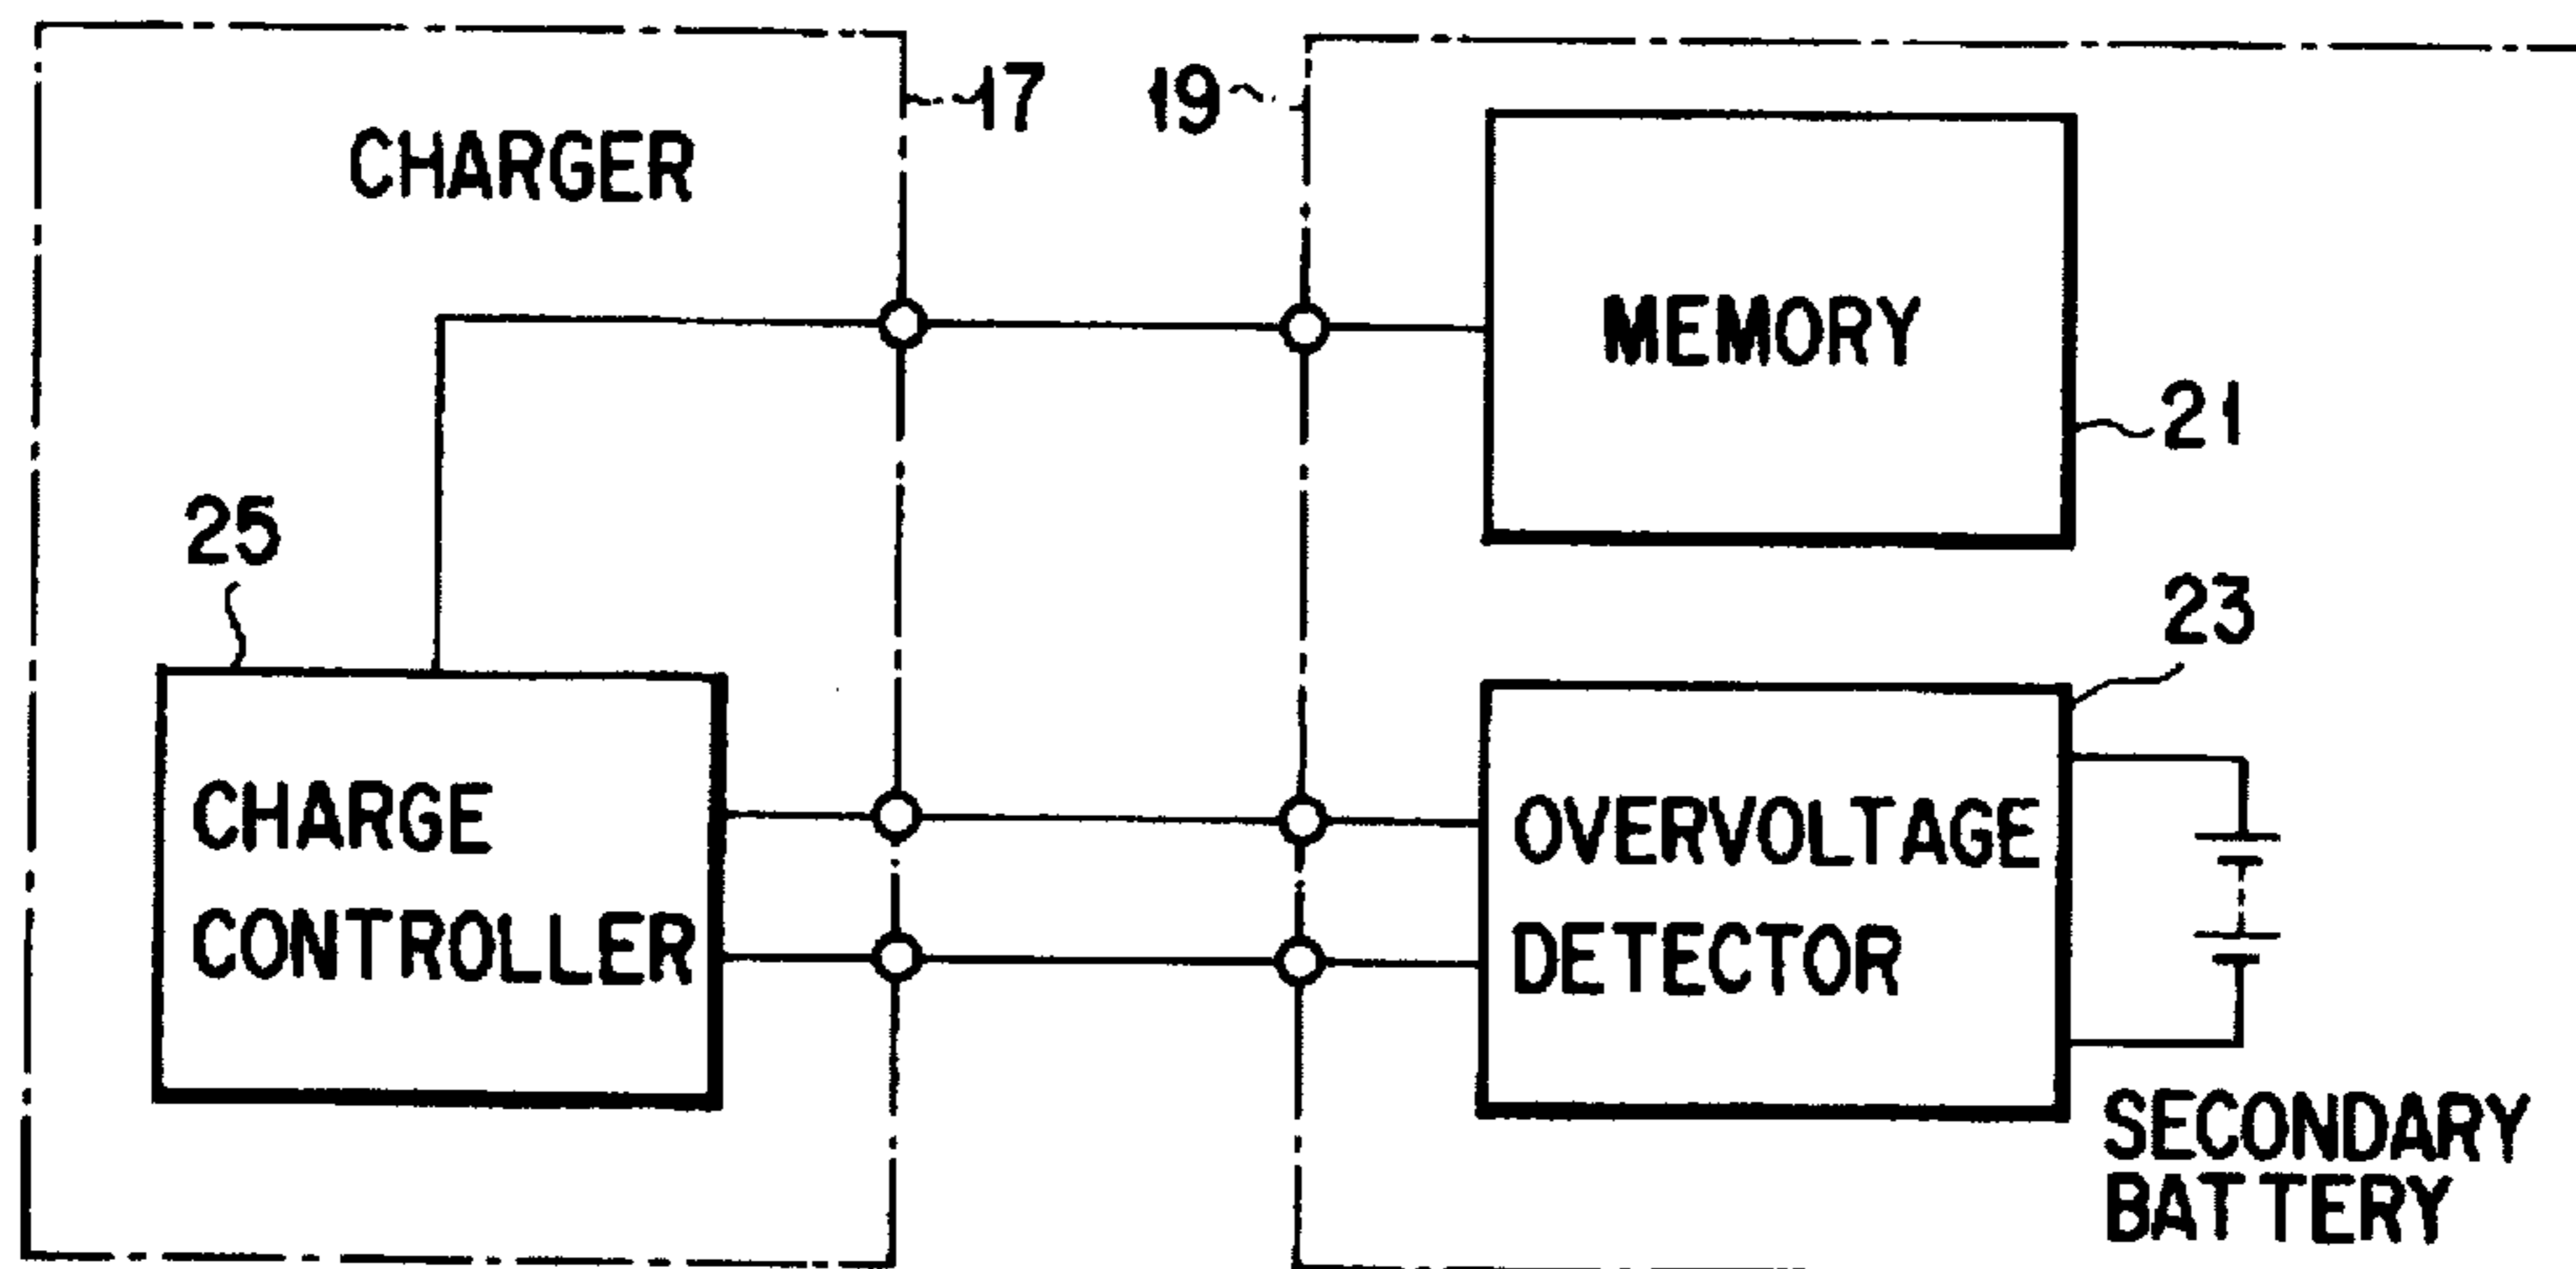 17
19
CHARGER
MEMORY
21
25
23
CHARGE
CONTROLLER
OVERVOLTAGE
DETECTOR
SECONDARY
BATTERY